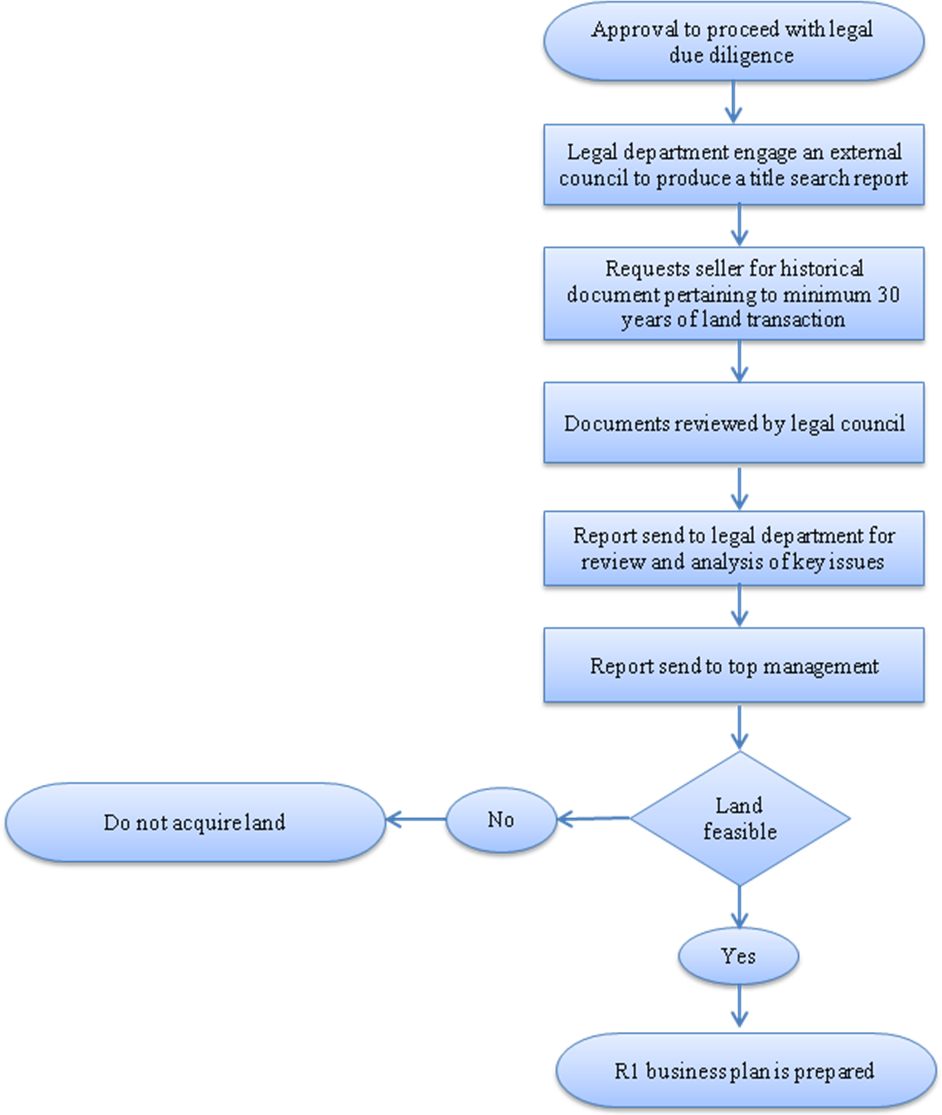 Approval to proceed with legal
due diligence
Legal department engage an external
council to produce a title search report
Requests seller for historical
document pertaining to minimum 30
years of land transaction
Documents reviewed by legal council
Report send to legal department for
review and analysis of key issues
Report send to top management
Land
feasible
No
Do not acquire land
Yes
R1 business plan is prepared